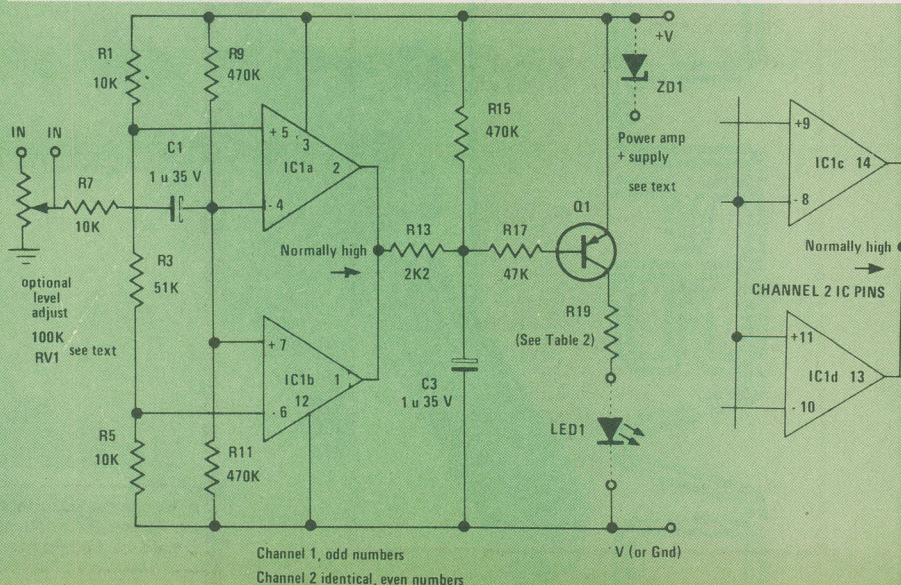 R1
10K
R9
470K
+V
ZD1
Power amp
+ supply
see text
IN
IN
R7
10K
C1
1 u 35 V
+ 5
3
IC1a
2
- 4
R15
470K
Q1
+9
IC1c
14
-8
Normally high
R13
2K2
R17
47K
Normally high
CHANNEL 2 IC PINS
R3
51K
optional
level
adjust
100K
RV1
see text
R19
(See Table 2)
+ 7
IC1b
1
12
- 6
C3
1 u 35 V
+11
IC1d
13
- 10
LED1
R5
10K
R11
470K
V (or Gnd)
Channel 1, odd numbers
Channel 2 identical, even numbers